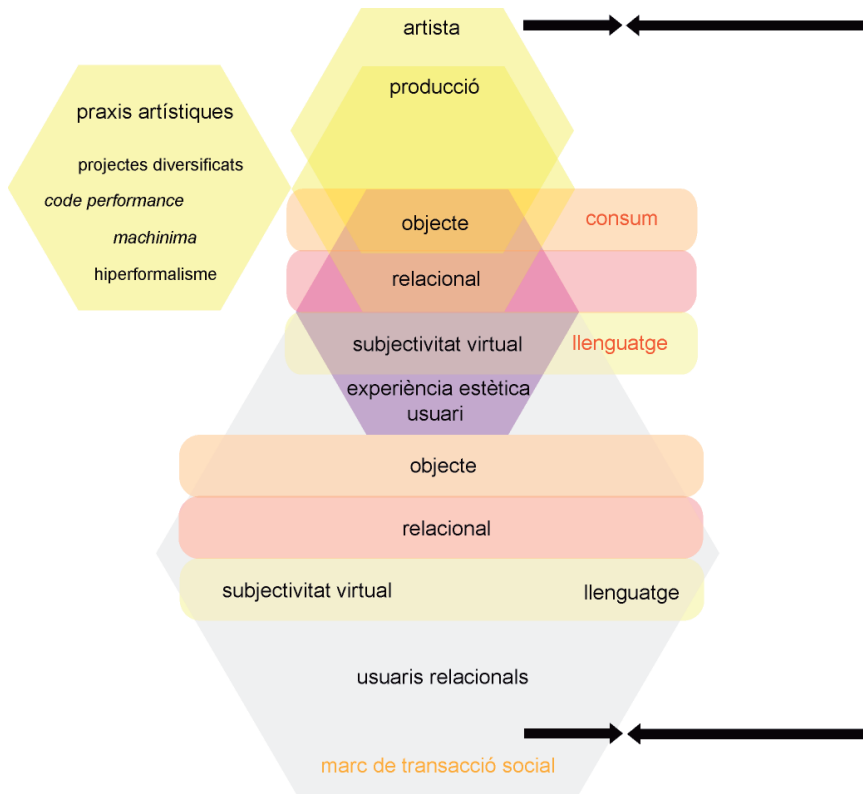 artista
producció
praxis artístiques
projectes diversificats
code performance
machinima
hiperformalisme
objecte
consum
relacional
subjectivitat virtual
llenguatge
experiència estètica
usuari
objecte
relacional
subjectivitat virtual
llenguatge
usuaris relacionals
marc de transacció social